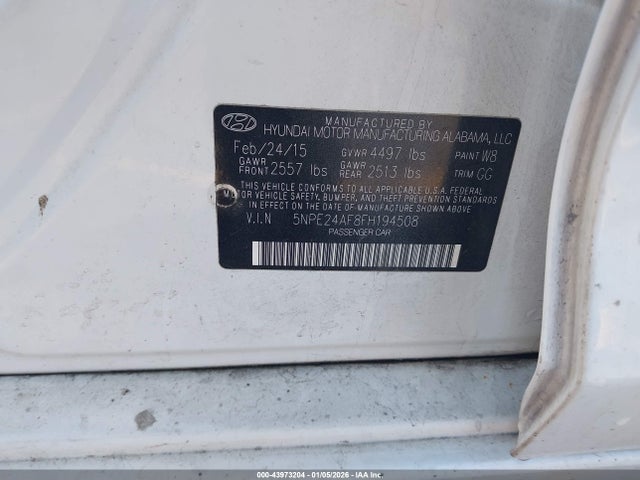 MANUFACTURED BY
HYUNDAI MOTOR MANUFACTURING ALABAMA, LLC
Feb/24/15 GVWR 4497 lbs PAINT W8
GAWR FRONT 2557 lbs GAWR REAR 2513 lbs TRIM GG
THIS VEHICLE CONFORMS TO ALL APPLICABLE U.S.A. FEDERAL
MOTOR VEHICLE SAFETY, BUMPER, AND THEFT PREVENTION
STANDARDS IN EFFECT ON THE DATE OF MANUFACTURE SHOWN ABOVE.
V.I.N 5NPE24AF8FH194508
PASSENGER CAR
000-43973204 | 01/05/2026 | IAA Corp.